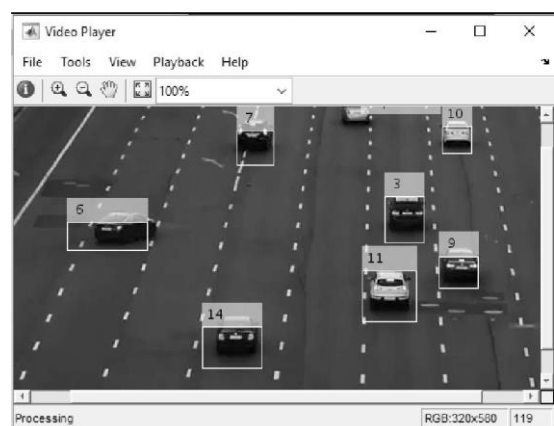 Video Player
File Tools View Playback Help
100%
7
10
3
6
9
11
14
Processing
RGB:320x580 119